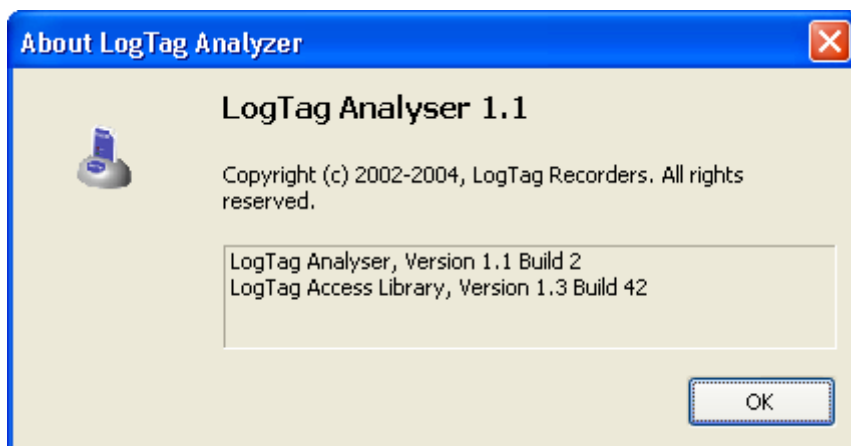 About LogTag Analyzer
LogTag Analyser 1.1
Copyright (c) 2002-2004, LogTag Recorders. All rights
reserved.
LogTag Analyser, Version 1.1 Build 2
LogTag Access Library, Version 1.3 Build 42
OK